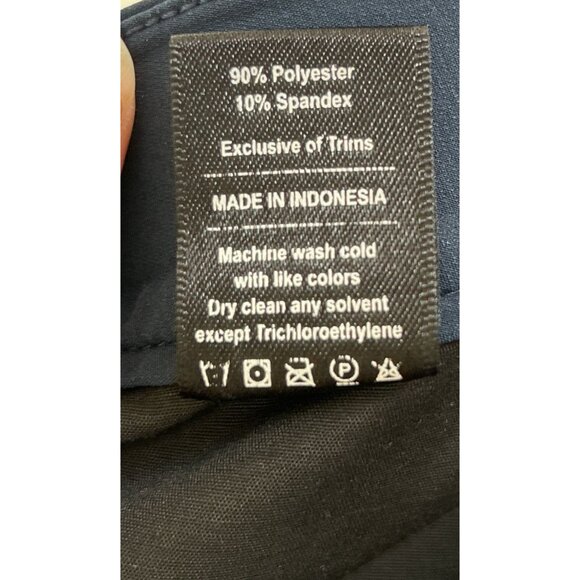 90% Polyester
10% Spandex
Exclusive of Trims
MADE IN INDONESIA
Machine wash cold
with like colors
Dry clean any solvent
except Trichloroethylene
P